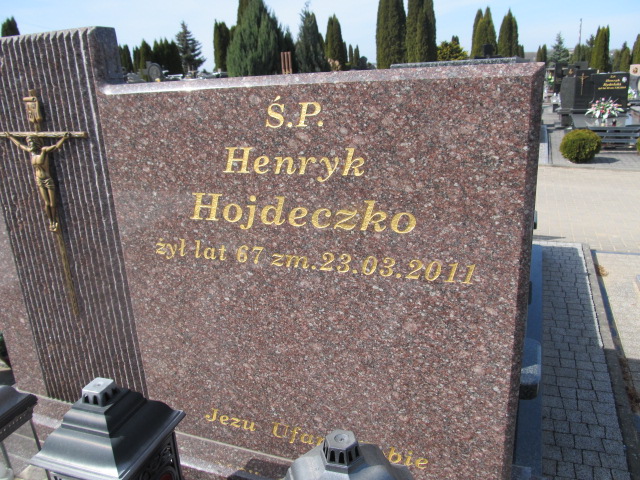 Ś.P.
Henryk
Hojdeczko
żył lat 67 zm.23.03.2011
Jezu